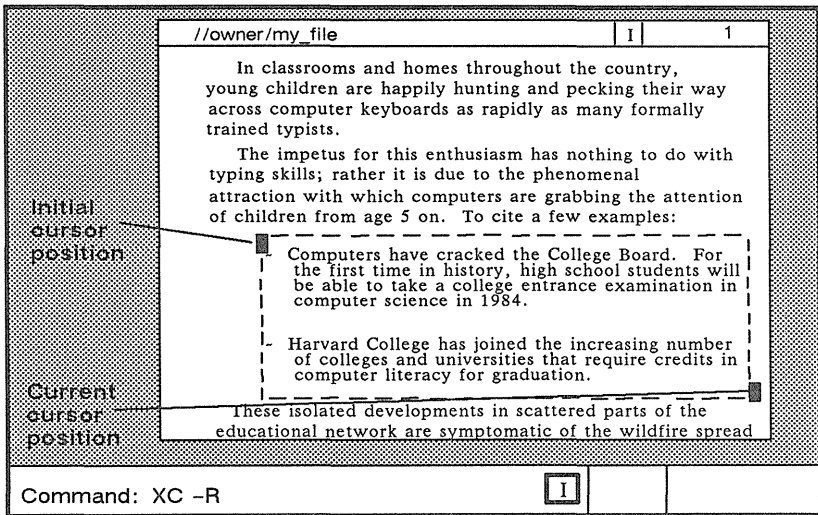 //owner/my_file I 1
In classrooms and homes throughout the country,
young children are happily hunting and pecking their way
across computer keyboards as rapidly as many formally
trained typists.
The impetus for this enthusiasm has nothing to do with
typing skills; rather it is due to the phenomenal
attraction with which computers are grabbing the attention
of children from age 5 on. To cite a few examples:
Initial
cursor
position
- Computers have cracked the College Board. For
the first time in history, high school students will
be able to take a college entrance examination in
computer science in 1984.
- Harvard College has joined the increasing number
of colleges and universities that require credits in
computer literacy for graduation.
Current
cursor
position
These isolated developments in scattered parts of the
educational network are symptomatic of the wildfire spread
Command: XC -R I